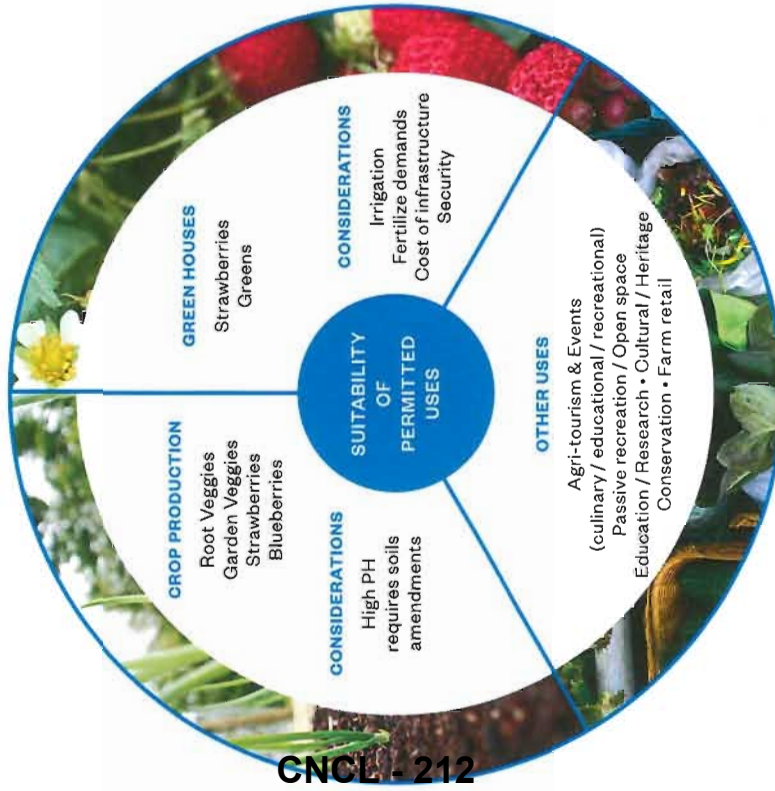 CROP PRODUCTION
Root Veggies
Garden Veggies
Strawberries
Blueberries
CONSIDERATIONS
High PH
requires soils
amendments
GREEN HOUSES
Strawberries
Greens
CONSIDERATIONS
Irrigation
Fertilize demands
Cost of infrastructure
Security
SUITABILITY
OF
PERMITTED
USES
OTHER USES
Agri-tourism & Events
(culinary / educational / recreational)
Passive recreation / Open space
Education / Research • Cultural / Heritage
Conservation • Farm retail
CNCL - 212